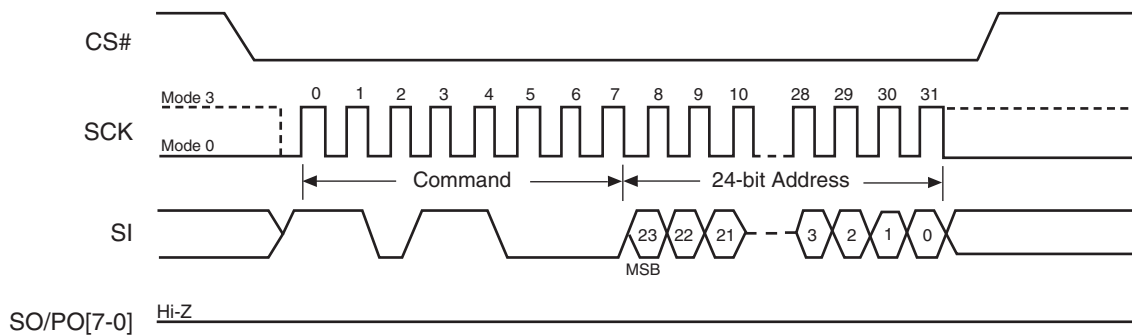 CS#
Mode 3
0 1 2 3 4 5 6 7 8 9 10 28 29 30 31
SCK
Mode 0
Command
24-bit Address
SI
23 22 21 3 2 1 0
MSB
SO/PO[7-0]
Hi-Z